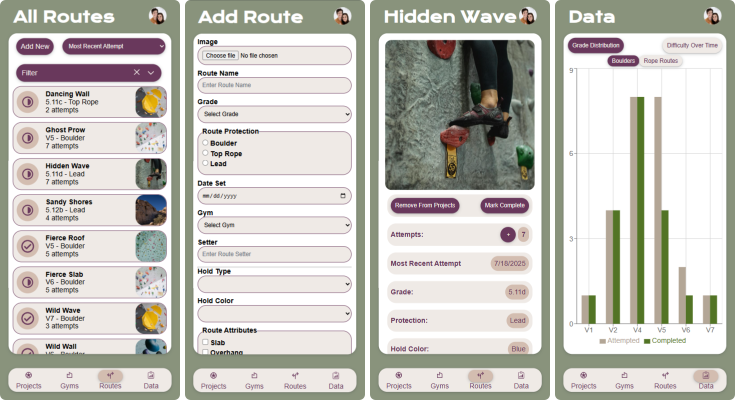 All Routes
Add New
Most Recent Attempt
Filter
Dancing Wall
5.11c - Top Rope
2 attempts
Ghost Prow
V5 - Boulder
7 attempts
Hidden Wave
5.11d - Lead
7 attempts
Sandy Shores
5.12b - Lead
4 attempts
Fierce Roof
V5 - Boulder
5 attempts
Fierce Slab
V6 - Boulder
5 attempts
Wild Wave
V7 - Boulder
3 attempts
Wild Wall
V6 - Boulder
Projects
Gyms
Routes
Data
Add Route
Image
Choose file No file chosen
Route Name
Enter Route Name
Grade
Select Grade
Route Protection
Boulder
Top Rope
Lead
Date Set
mm/dd/yyyy
Gym
Select Gym
Setter
Enter Route Setter
Hold Type
Hold Color
Route Attributes
Slab
Overhang
Projects
Gyms
Routes
Data
Hidden Wave
Remove From Projects
Mark Complete
Attempts:
+
7
Most Recent Attempt
7/18/2025
Grade:
5.11d
Protection:
Lead
Hold Color:
Blue
Projects
Gyms
Routes
Data
Data
Grade Distribution
Difficulty Over Time
Boulders
Rope Routes
9
6
3
0
V1
V2
V4
V5
V6
V7
Attempted
Completed
Projects
Gyms
Routes
Data